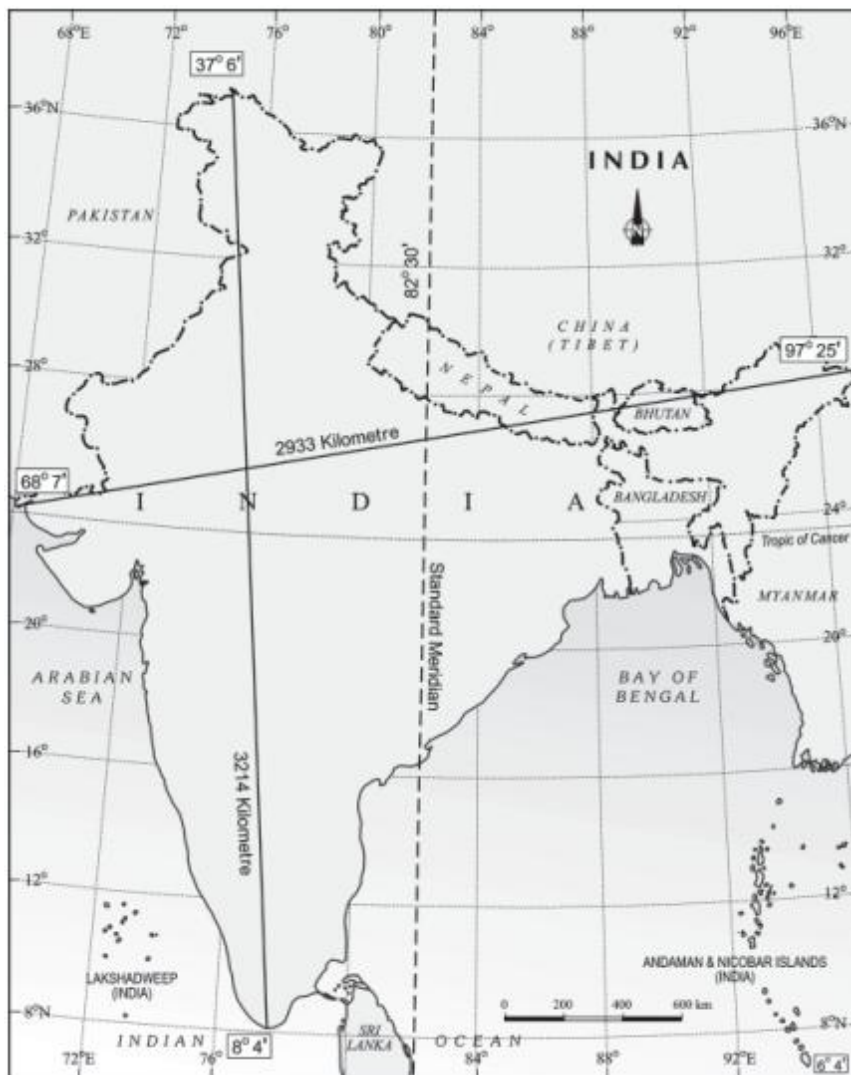 68°E
72°
76°
80°
84°
88°
92°
96°E
37° 6'
36°N
36°N
INDIA
N
PAKISTAN
32°
32°
82° 30'
CHINA
(TIBET)
97° 25'
28°
NEPAL
BHUTAN
2933 Kilometre
68° 7'
INDIA
BANGLADESH
24°
Tropic of Cancer
Standard Meridian
MYANMAR
20°
20°
ARABIAN
SEA
BAY OF
BENGAL
16°
16°
3214 Kilometre
12°
12°
LAKSHADWEEP
(INDIA)
ANDAMAN & NICOBAR ISLANDS
(INDIA)
0 200 400 600 km
8°N
8°N
INDIAN
8° 4'
SRI
LANKA
OCEAN
72°E
76°
84°
88°
92°E
6° 4'